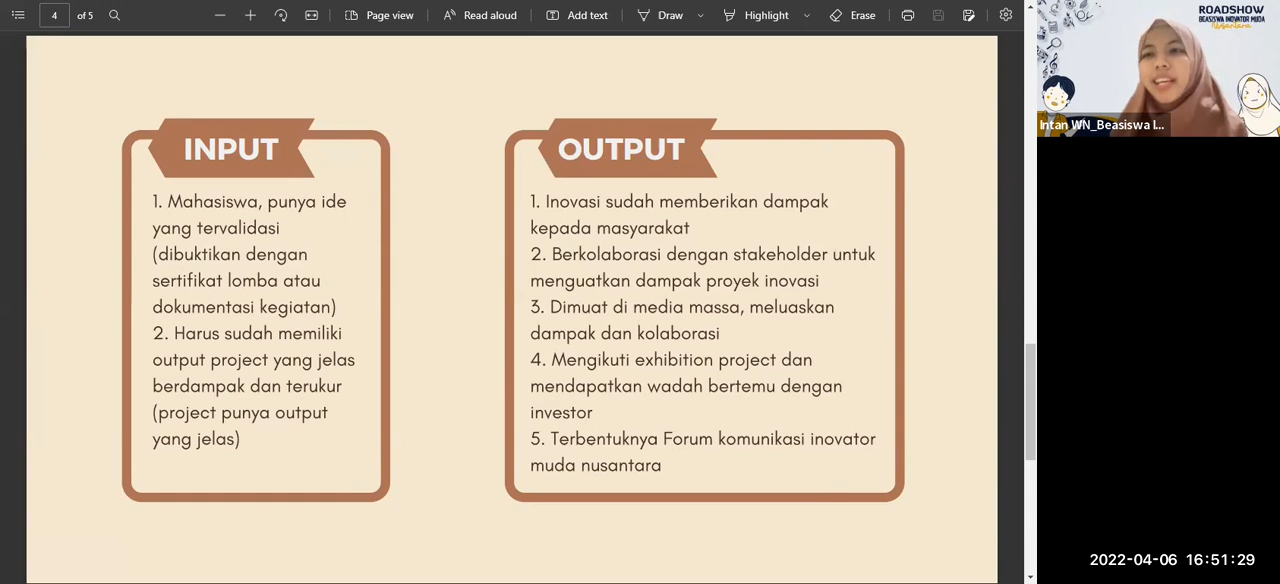 4 of 5
Page view
Read aloud
Add text
Draw
Highlight
Erase
INPUT
1. Mahasiswa, punya ide
yang tervalidasi
(dibuktikan dengan
sertifikat lomba atau
dokumentasi kegiatan)
2. Harus sudah memiliki
output project yang jelas
berdampak dan terukur
(project punya output
yang jelas)
OUTPUT
1. Inovasi sudah memberikan dampak
kepada masyarakat
2. Berkolaborasi dengan stakeholder untuk
menguatkan dampak proyek inovasi
3. Dimuat di media massa, meluaskan
dampak dan kolaborasi
4. Mengikuti exhibition project dan
mendapatkan wadah bertemu dengan
investor
5. Terbentuknya Forum komunikasi inovator
muda nusantara
ROADSHOW
BEASISWA INOVATOR MUDA
Nusantara
Intan WN_Beasiswa I...
2022-04-06 16:51:29